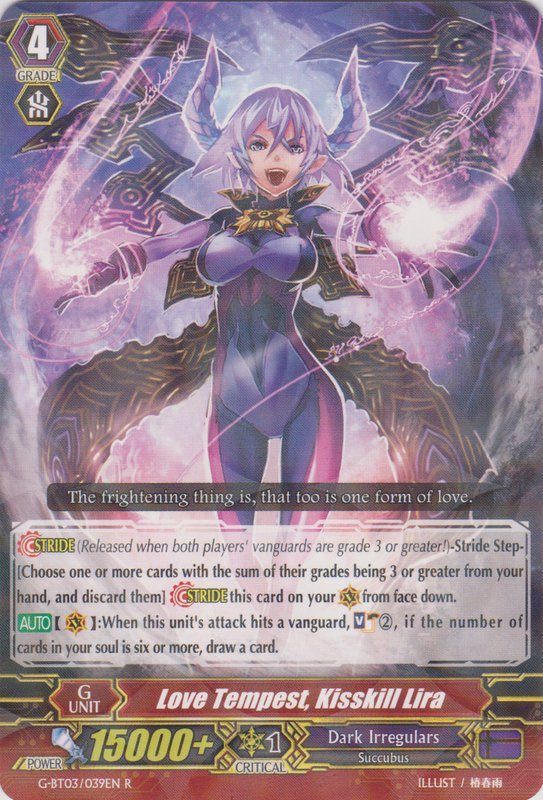 4
GRADE
The frightening thing is, that too is one form of love.
STRIDE(Released when both players' vanguards are grade 3 or greater!)-Stride Step-
[Choose one or more cards with the sum of their grades being 3 or greater from
your hand, and discard them] STRIDE this card on your from face down.
AUTO【 】:When this unit's attack hits a vanguard, V ②, if the number of
cards in your soul is six or more, draw a card.
G
UNIT
Love Tempest, Kisskill Lira
POWER 15000+
1
CRITICAL
Dark Irregulars
Succubus
G-BT03/039EN R
ILLUST / 椿春雨